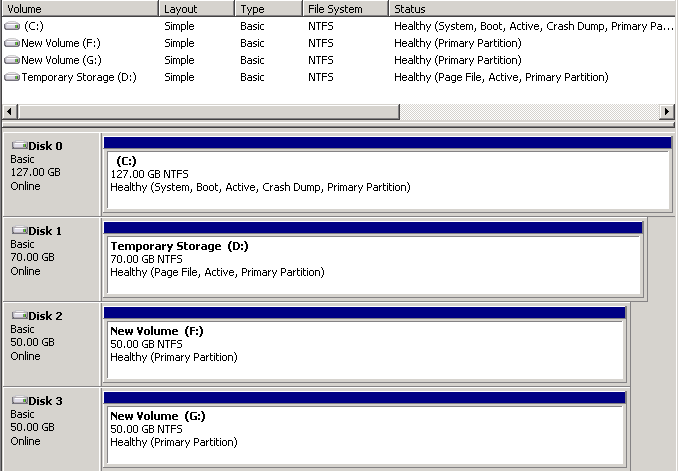 Volume Layout Type File System Status
(C:) Simple Basic NTFS Healthy (System, Boot, Active, Crash Dump, Primary Pa...
New Volume (F:) Simple Basic NTFS Healthy (Primary Partition)
New Volume (G:) Simple Basic NTFS Healthy (Primary Partition)
Temporary Storage (D:) Simple Basic NTFS Healthy (Page File, Active, Primary Partition)
Disk 0
Basic
127.00 GB
Online
(C:)
127.00 GB NTFS
Healthy (System, Boot, Active, Crash Dump, Primary Partition)
Disk 1
Basic
70.00 GB
Online
Temporary Storage (D:)
70.00 GB NTFS
Healthy (Page File, Active, Primary Partition)
Disk 2
Basic
50.00 GB
Online
New Volume (F:)
50.00 GB NTFS
Healthy (Primary Partition)
Disk 3
Basic
50.00 GB
Online
New Volume (G:)
50.00 GB NTFS
Healthy (Primary Partition)